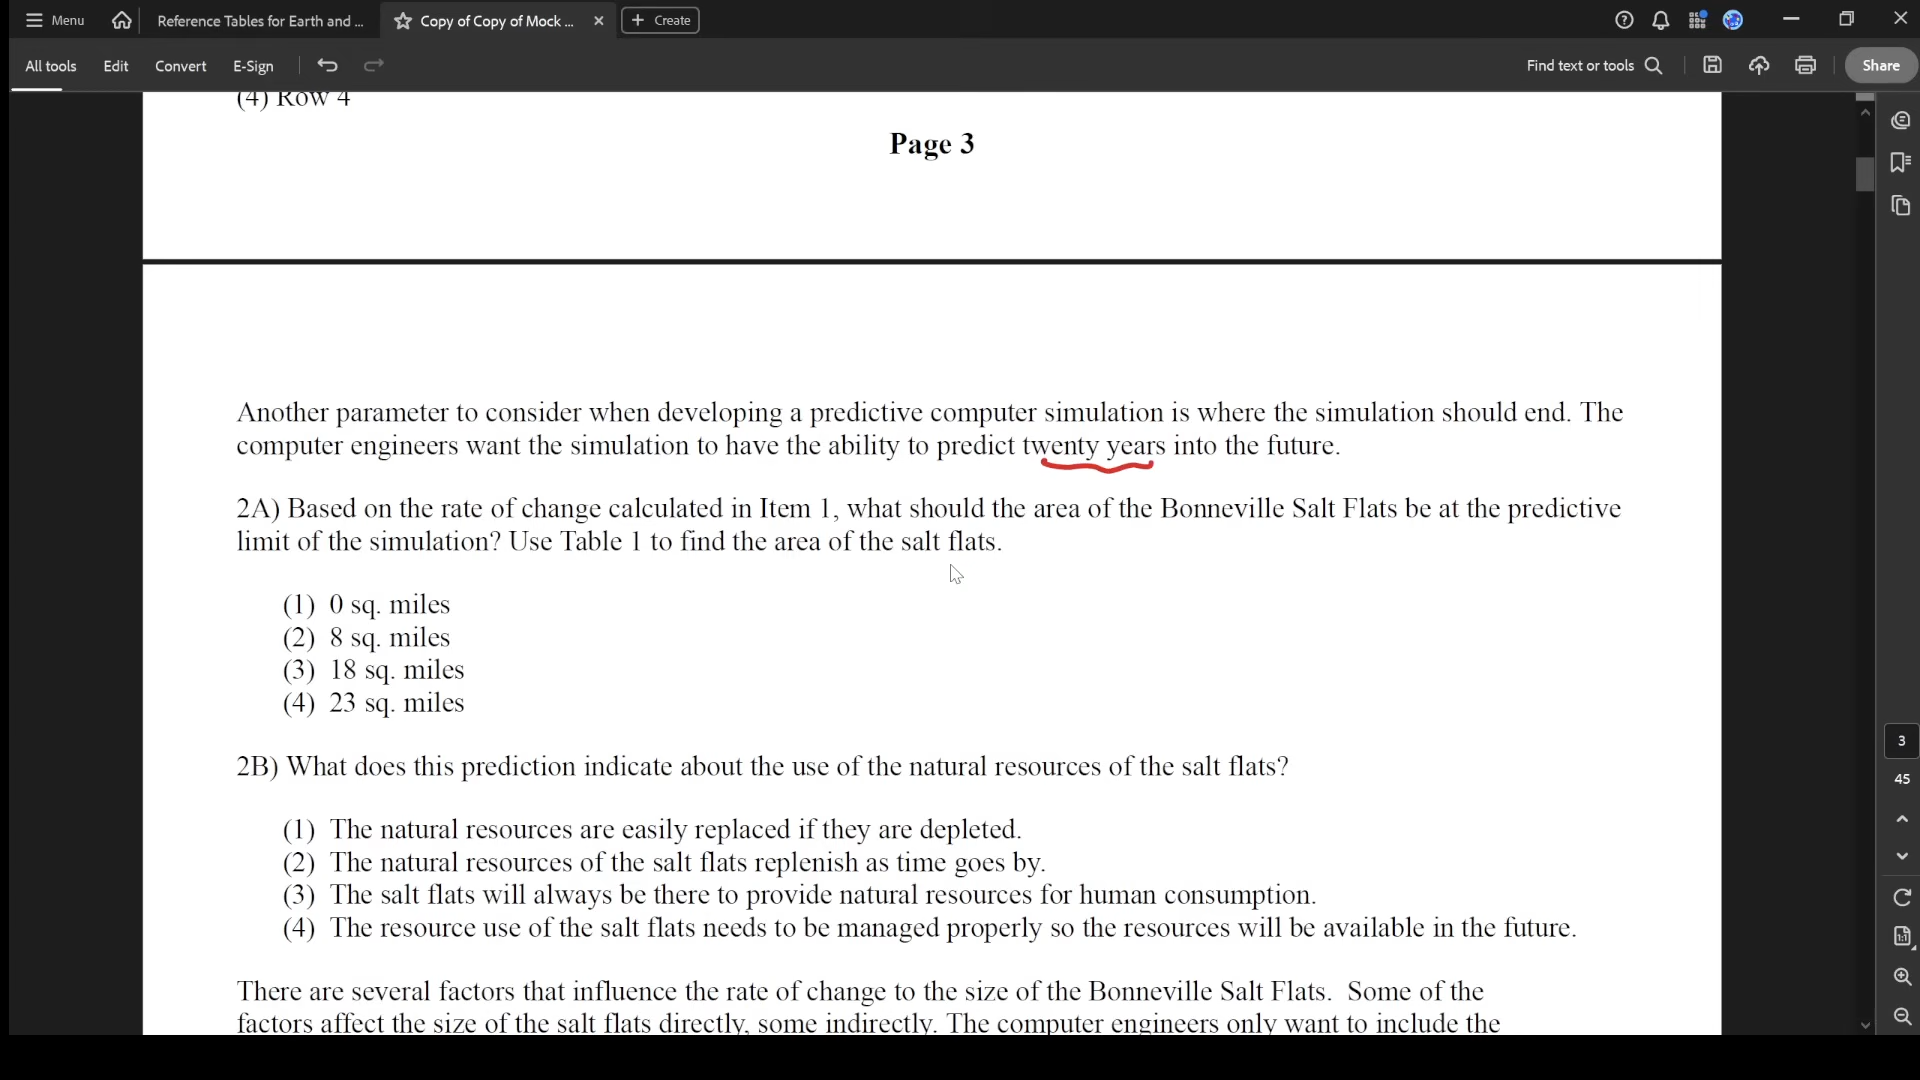 Menu
Reference Tables for Earth and ...
Copy of Copy of Mock ...
Create
All tools
Edit
Convert
E-Sign
Find text or tools
Share
(4) Row 4
Page 3
Another parameter to consider when developing a predictive computer simulation is where the simulation should end. The
computer engineers want the simulation to have the ability to predict twenty years into the future.
2A) Based on the rate of change calculated in Item 1, what should the area of the Bonneville Salt Flats be at the predictive
limit of the simulation? Use Table 1 to find the area of the salt flats.
(1) 0 sq. miles
(2) 8 sq. miles
(3) 18 sq. miles
(4) 23 sq. miles
2B) What does this prediction indicate about the use of the natural resources of the salt flats?
(1) The natural resources are easily replaced if they are depleted.
(2) The natural resources of the salt flats replenish as time goes by.
(3) The salt flats will always be there to provide natural resources for human consumption.
(4) The resource use of the salt flats needs to be managed properly so the resources will be available in the future.
There are several factors that influence the rate of change to the size of the Bonneville Salt Flats. Some of the
factors affect the size of the salt flats directly, some indirectly. The computer engineers only want to include the
3
45